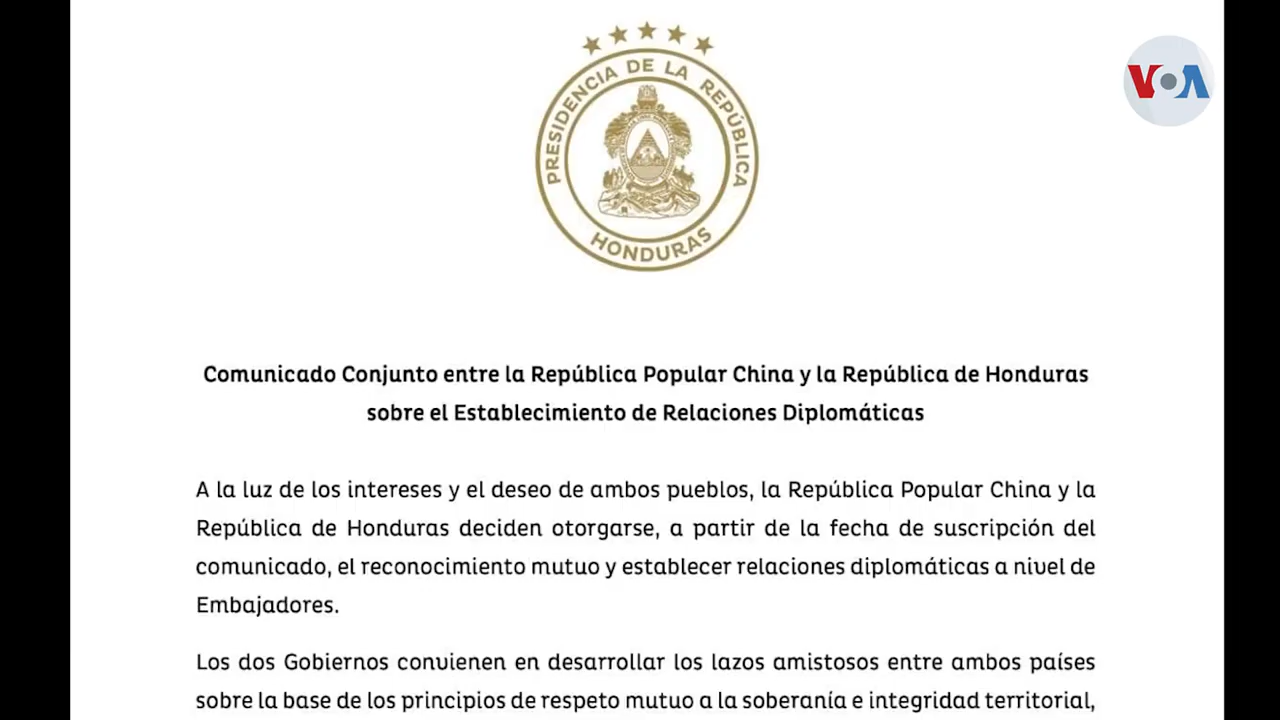 PRESIDENCIA DE LA REPÚBLICA
HONDURAS
VOA
Comunicado Conjunto entre la República Popular China y la República de Honduras
sobre el Establecimiento de Relaciones Diplomáticas
A la luz de los intereses y el deseo de ambos pueblos, la República Popular China y la
República de Honduras deciden otorgarse, a partir de la fecha de suscripción del
comunicado, el reconocimiento mutuo y establecer relaciones diplomáticas a nivel de
Embajadores.
Los dos Gobiernos convienen en desarrollar los lazos amistosos entre ambos países
sobre la base de los principios de respeto mutuo a la soberanía e integridad territorial,